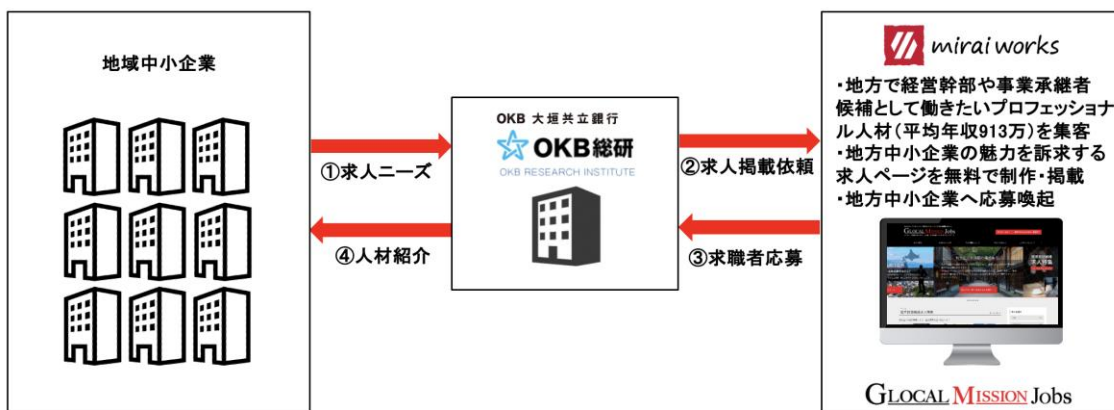 地域中小企業
①求人ニーズ
④人材紹介
OKB 大垣共立銀行
OKB総研
OKB RESEARCH INSTITUTE
②求人掲載依頼
③求職者応募
mirai works
・地方で経営幹部や事業承継者
候補として働きたいプロフェッショナ
ル人材（平均年収913万）を集客
・地方中小企業の魅力を訴求する
求人ページを無料で制作・掲載
・地方中小企業へ応募喚起
GLOCAL MISSION JOBS
GLOCAL MISSION Jobs